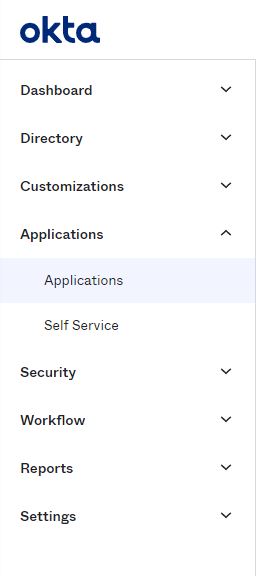 okta
Dashboard
Directory
Customizations
Applications
Applications
Self Service
Security
Workflow
Reports
Settings